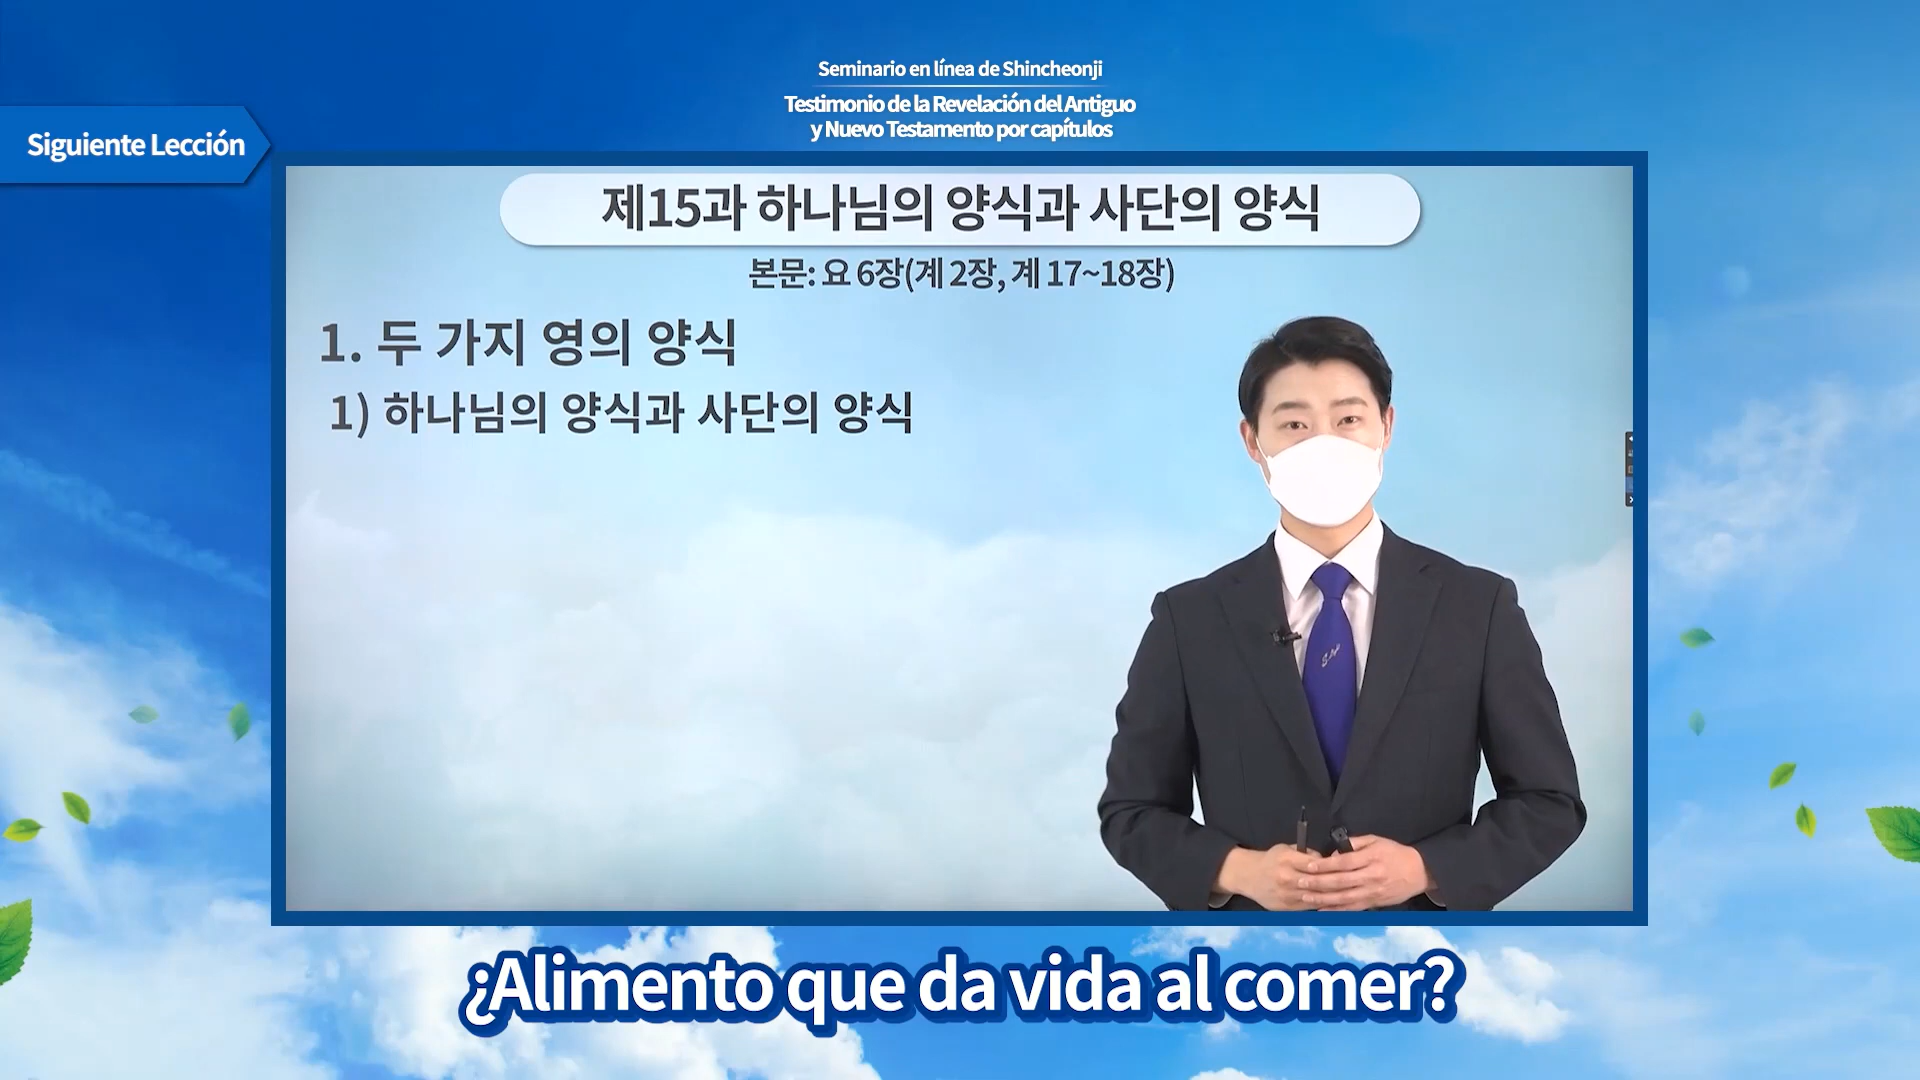 Seminario en línea de Shincheonji
Testimonio de la Revelación del Antiguo
y Nuevo Testamento por capítulos
Siguiente Lección
제15과 하나님의 양식과 사단의 양식
본문: 요 6장(계 2장, 계 17~18장)
1. 두 가지 영의 양식
1) 하나님의 양식과 사단의 양식
¿Alimento que da vida al comer?